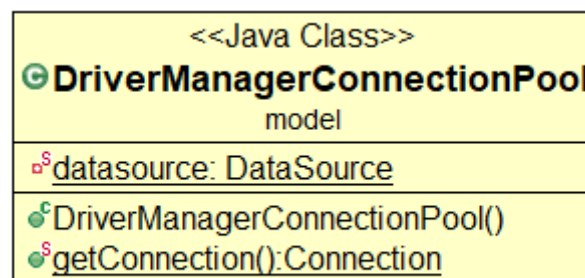 <<Java Class>>
DriverManagerConnectionPool
model
datasource: DataSource
DriverManagerConnectionPool()
getConnection():Connection